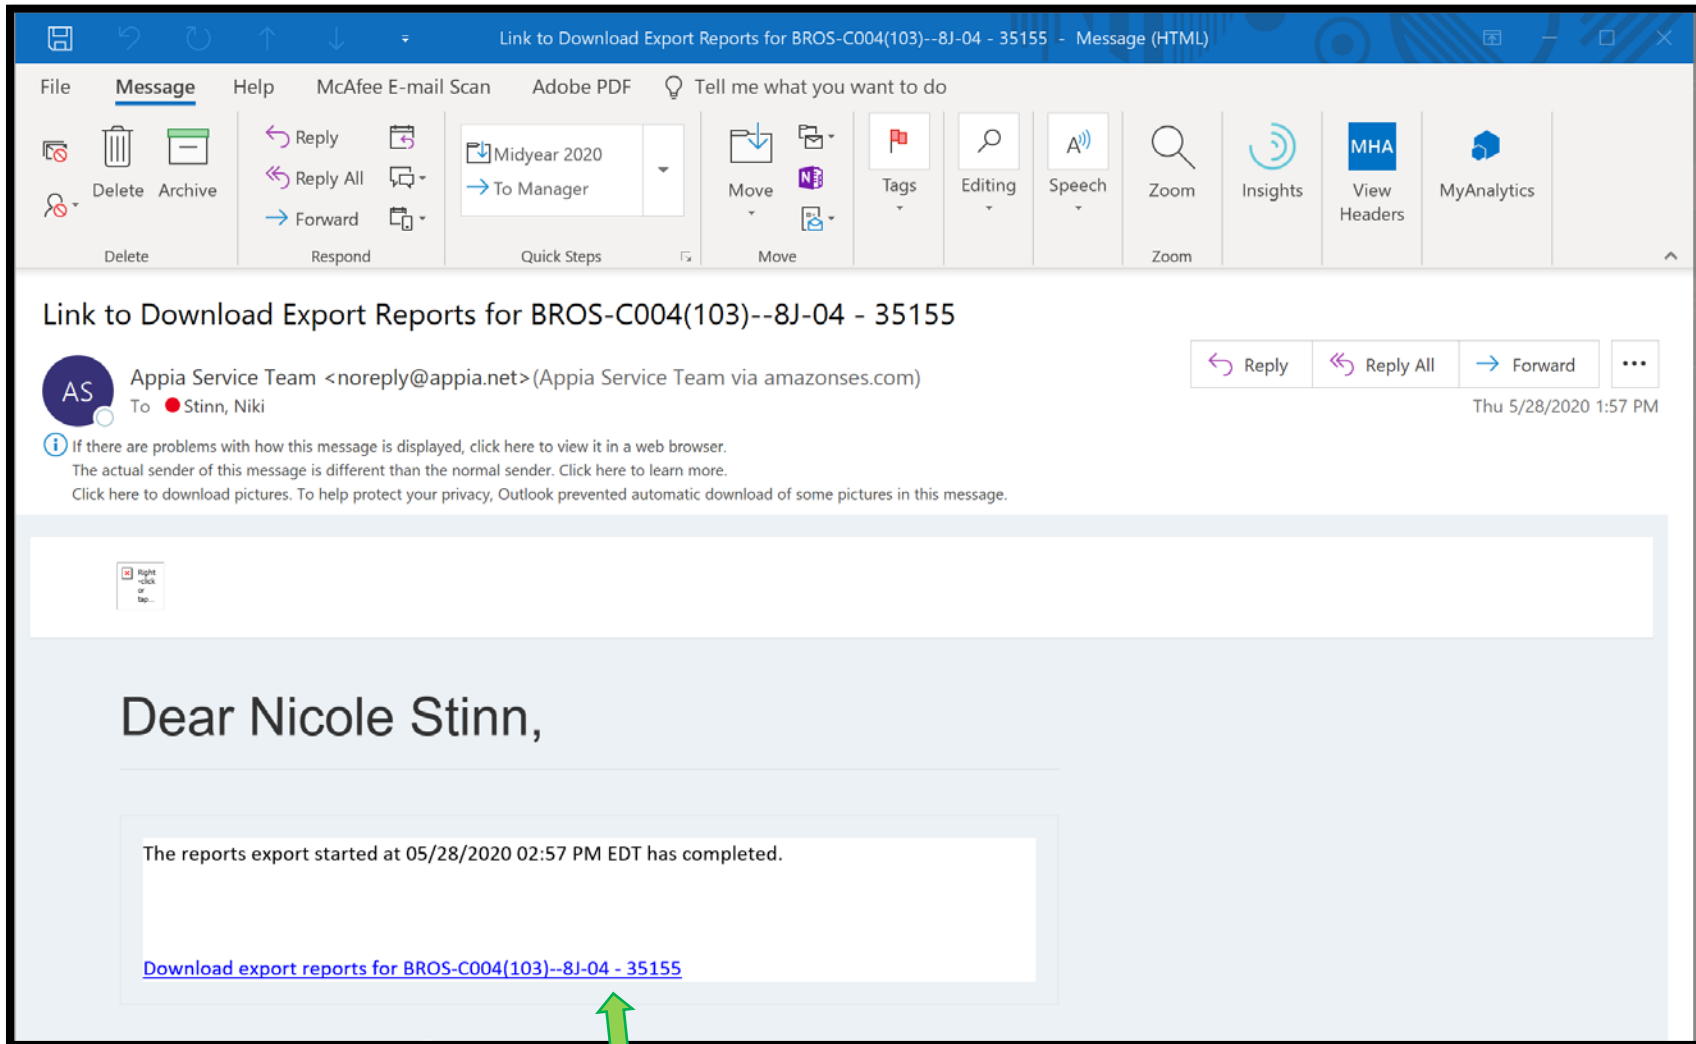 Link to Download Export Reports for BROS-C004(103)--8J-04 - 35155 - Message (HTML)
File Message Help McAfee E-mail Scan Adobe PDF Tell me what you want to do
Delete
Archive
Delete
Reply
Reply All
Forward
Respond
Midyear 2020
To Manager
Quick Steps
Move
Move
Tags
Editing
Speech
Zoom
Zoom
Insights
MHA
View
Headers
MyAnalytics
Link to Download Export Reports for BROS-C004(103)--8J-04 - 35155
AS
Appia Service Team <noreply@appia.net>(Appia Service Team via amazonses.com)
To Stinn, Niki
Reply Reply All Forward
Thu 5/28/2020 1:57 PM
If there are problems with how this message is displayed, click here to view it in a web browser.
The actual sender of this message is different than the normal sender. Click here to learn more.
Click here to download pictures. To help protect your privacy, Outlook prevented automatic download of some pictures in this message.
Right
-click
or
tap...
Dear Nicole Stinn,
The reports export started at 05/28/2020 02:57 PM EDT has completed.
Download export reports for BROS-C004(103)--8J-04 - 35155